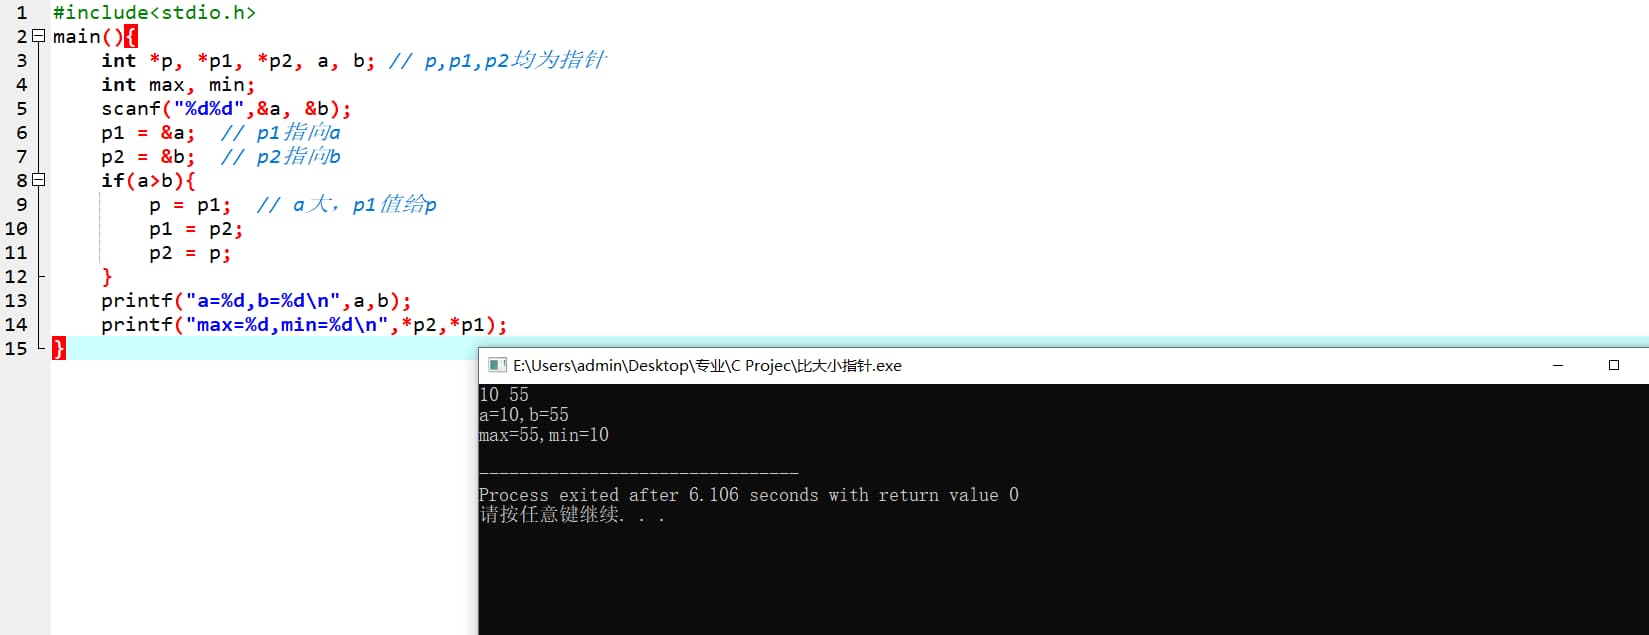 1 #include<stdio.h>
2 main(){
3 int *p, *p1, *p2, a, b; // p,p1,p2均为指针
4 int max, min;
5 scanf("%d%d",&a, &b);
6 p1 = &a; // p1指向a
7 p2 = &b; // p2指向b
8 if(a>b){
9 p = p1; // a大，p1值给p
10 p1 = p2;
11 p2 = p;
12 }
13 printf("a=%d,b=%d\n",a,b);
14 printf("max=%d,min=%d\n",*p2,*p1);
15 }
E:\Users\admin\Desktop\专业\C Projec\比大小指针.exe
10 55
a=10,b=55
max=55,min=10
--------------------------------
Process exited after 6.106 seconds with return value 0
请按任意键继续. . .